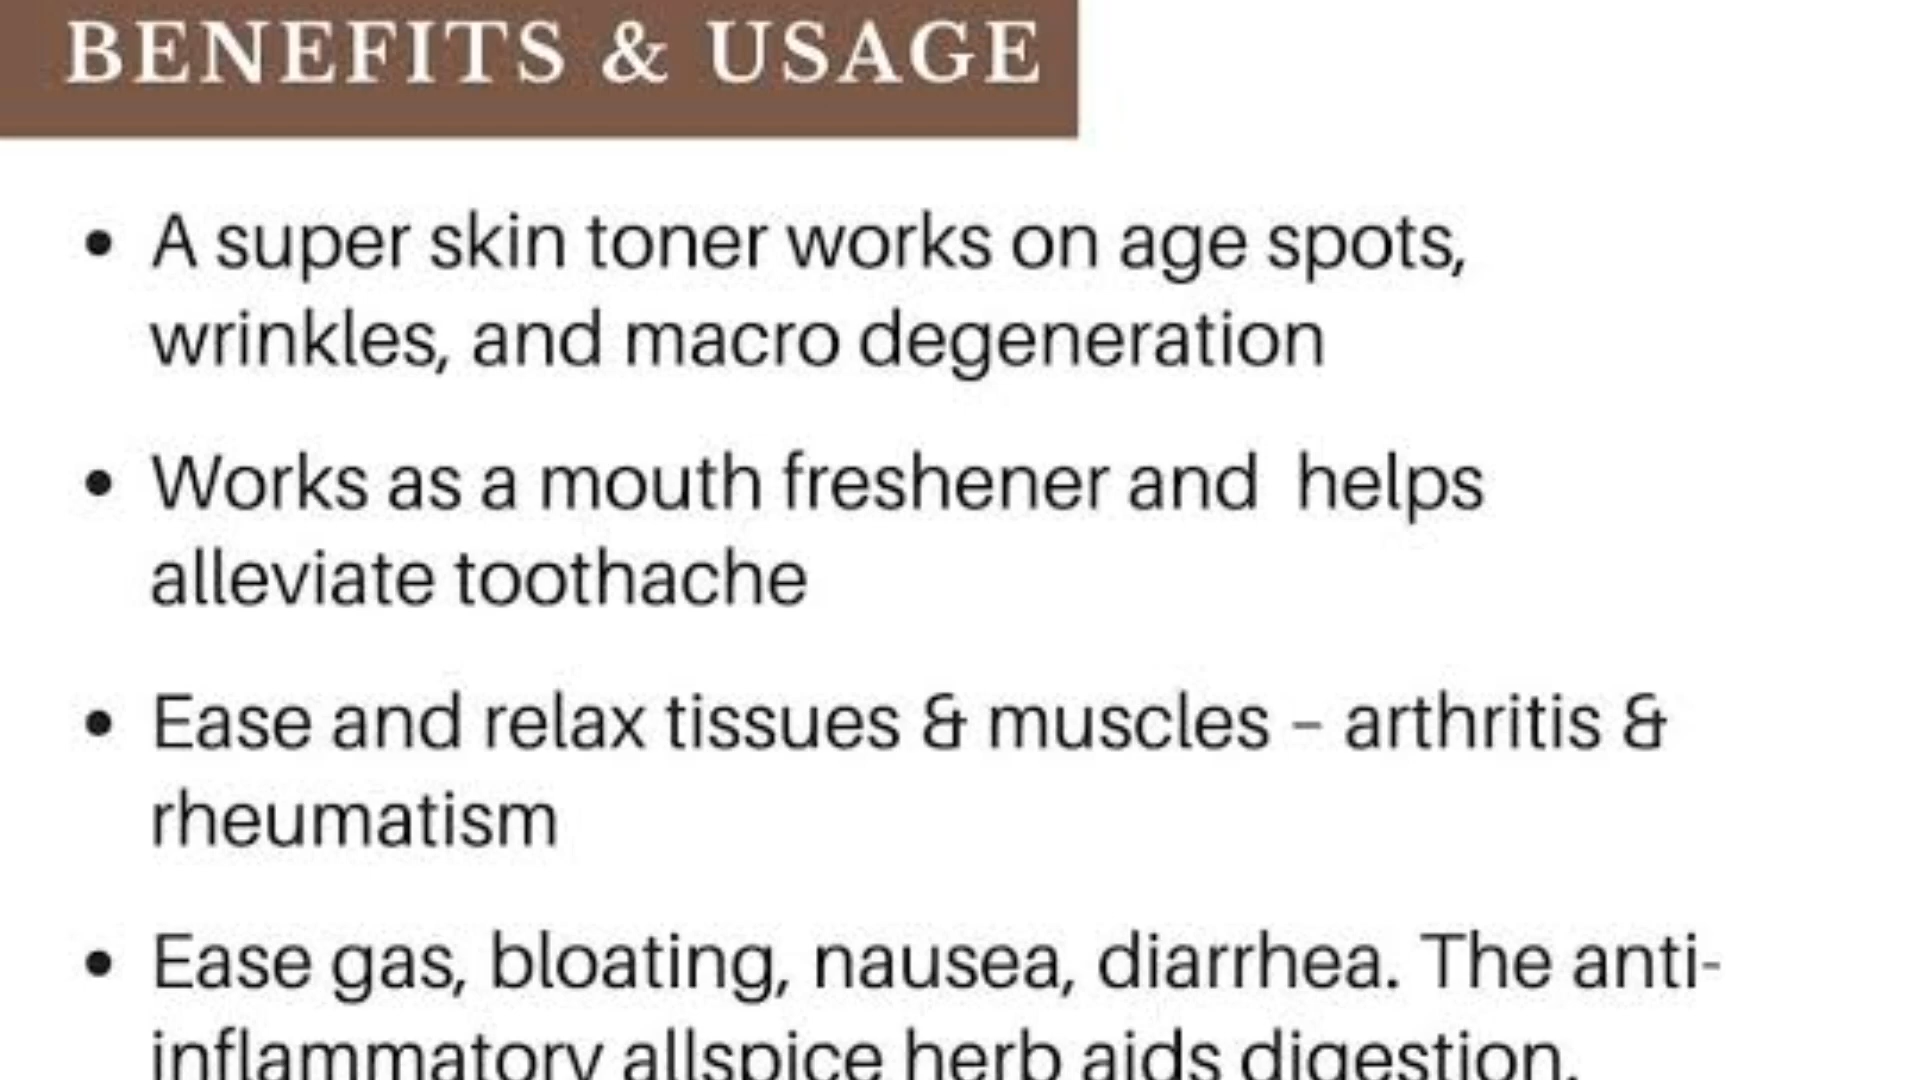 BENEFITS & USAGE
• A super skin toner works on age spots,
wrinkles, and macro degeneration
• Works as a mouth freshener and  helps
alleviate toothache
• Ease and relax tissues & muscles – arthritis &
rheumatism
• Ease gas, bloating, nausea, diarrhea. The anti-
inflammatory allspice herb aids digestion.